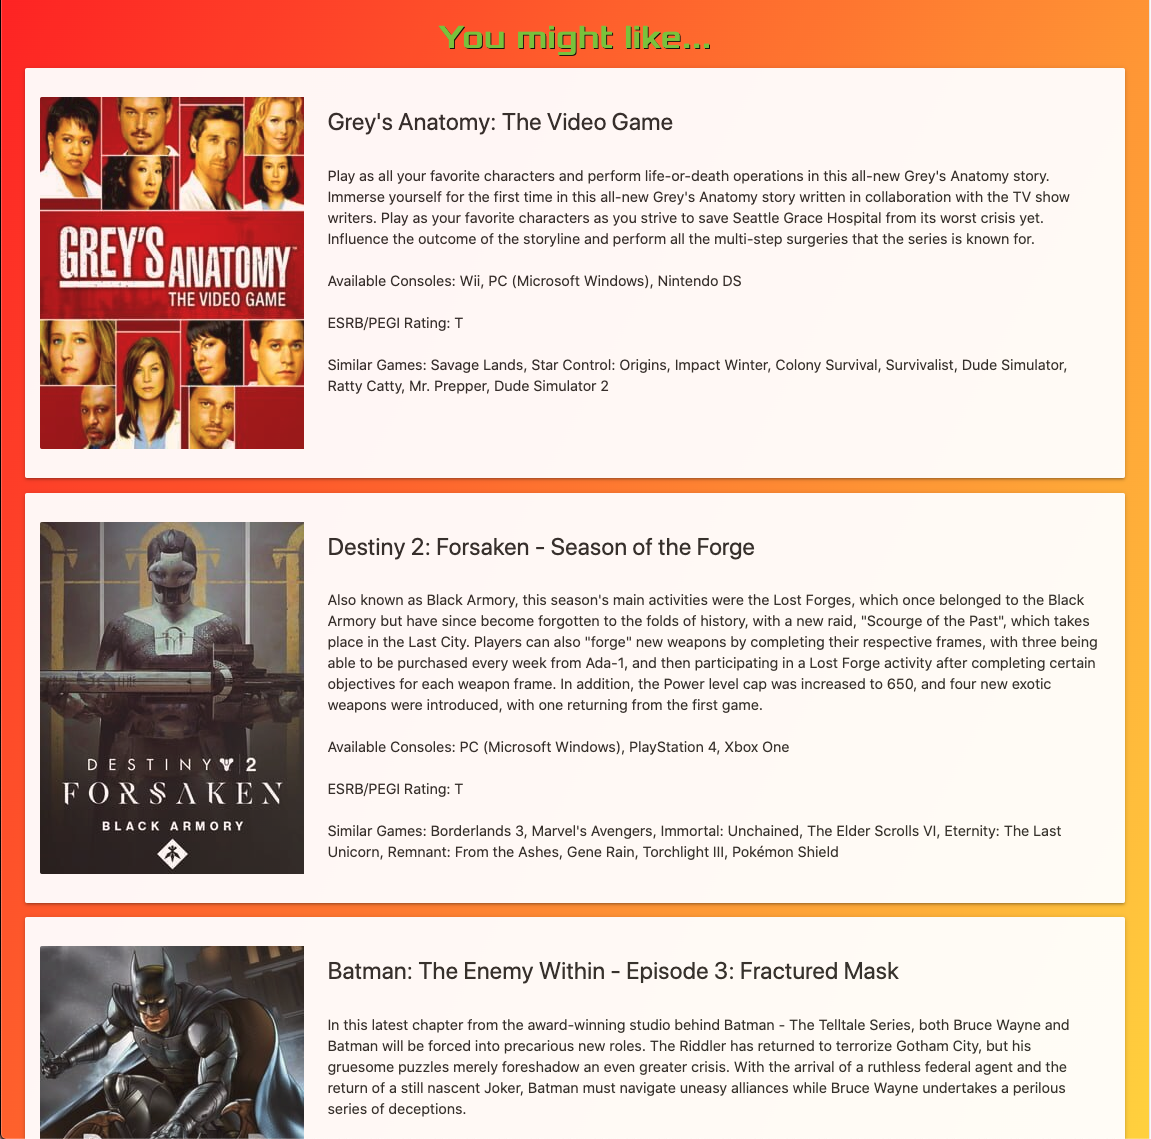 You might like...
GREY'S ANATOMY™
THE VIDEO GAME
Grey's Anatomy: The Video Game
Play as all your favorite characters and perform life-or-death operations in this all-new Grey's Anatomy story.
Immerse yourself for the first time in this all-new Grey's Anatomy story written in collaboration with the TV show
writers. Play as your favorite characters as you strive to save Seattle Grace Hospital from its worst crisis yet.
Influence the outcome of the storyline and perform all the multi-step surgeries that the series is known for.
Available Consoles: Wii, PC (Microsoft Windows), Nintendo DS
ESRB/PEGI Rating: T
Similar Games: Savage Lands, Star Control: Origins, Impact Winter, Colony Survival, Survivalist, Dude Simulator,
Ratty Catty, Mr. Prepper, Dude Simulator 2
DESTINY 2
FORSAKEN
BLACK ARMORY
Destiny 2: Forsaken - Season of the Forge
Also known as Black Armory, this season's main activities were the Lost Forges, which once belonged to the Black
Armory but have since become forgotten to the folds of history, with a new raid, "Scourge of the Past", which takes
place in the Last City. Players can also "forge" new weapons by completing their respective frames, with three being
able to be purchased every week from Ada-1, and then participating in a Lost Forge activity after completing certain
objectives for each weapon frame. In addition, the Power level cap was increased to 650, and four new exotic
weapons were introduced, with one returning from the first game.
Available Consoles: PC (Microsoft Windows), PlayStation 4, Xbox One
ESRB/PEGI Rating: T
Similar Games: Borderlands 3, Marvel's Avengers, Immortal: Unchained, The Elder Scrolls VI, Eternity: The Last
Unicorn, Remnant: From the Ashes, Gene Rain, Torchlight III, Pokémon Shield
Batman: The Enemy Within - Episode 3: Fractured Mask
In this latest chapter from the award-winning studio behind Batman - The Telltale Series, both Bruce Wayne and
Batman will be forced into precarious new roles. The Riddler has returned to terrorize Gotham City, but his
gruesome puzzles merely foreshadow an even greater crisis. With the arrival of a ruthless federal agent and the
return of a still nascent Joker, Batman must navigate uneasy alliances while Bruce Wayne undertakes a perilous
series of deceptions.